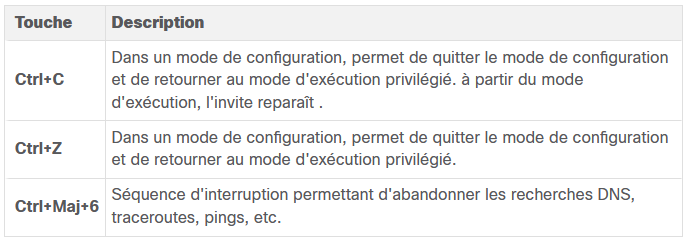 Touche Description
Ctrl+C
Dans un mode de configuration, permet de quitter le mode de configuration
et de retourner au mode d'exécution privilégié. à partir du mode
d'exécution, l'invite reparaît .
Ctrl+Z
Dans un mode de configuration, permet de quitter le mode de configuration
et de retourner au mode d'exécution privilégié.
Ctrl+Maj+6
Séquence d'interruption permettant d'abandonner les recherches DNS,
traceroutes, pings, etc.